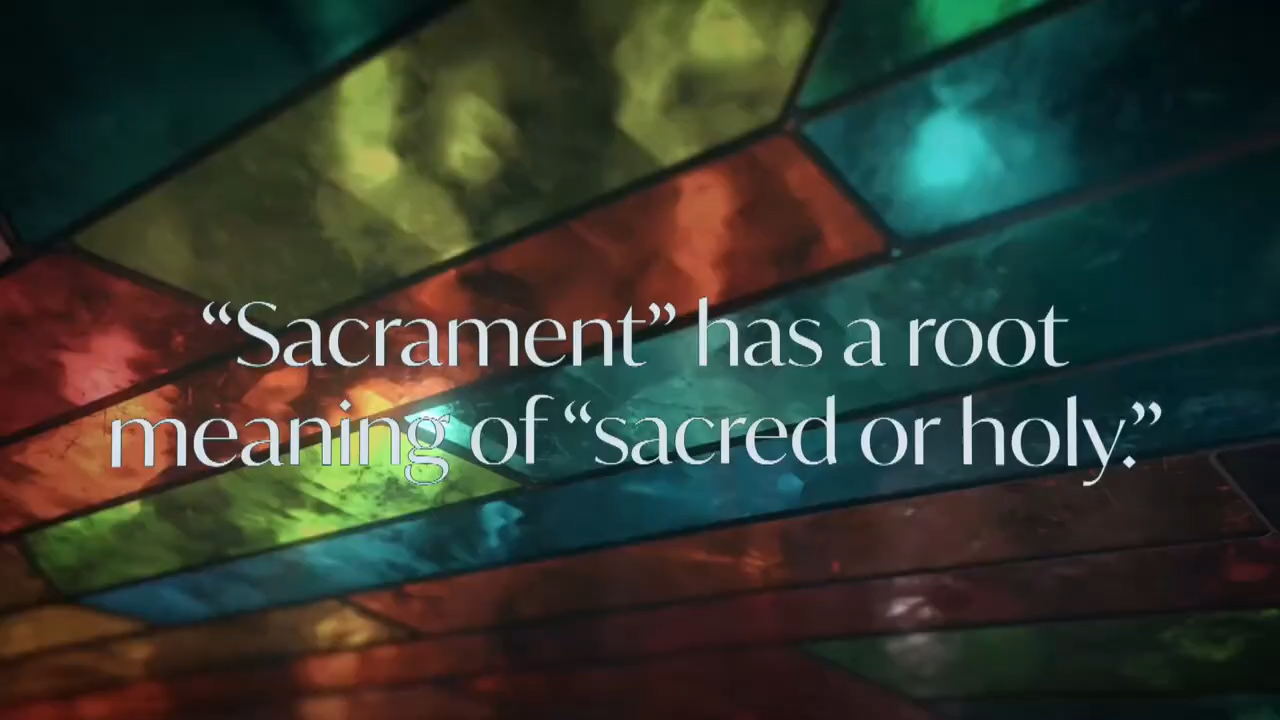 “Sacrament” has a root
meaning of “sacred or holy.”